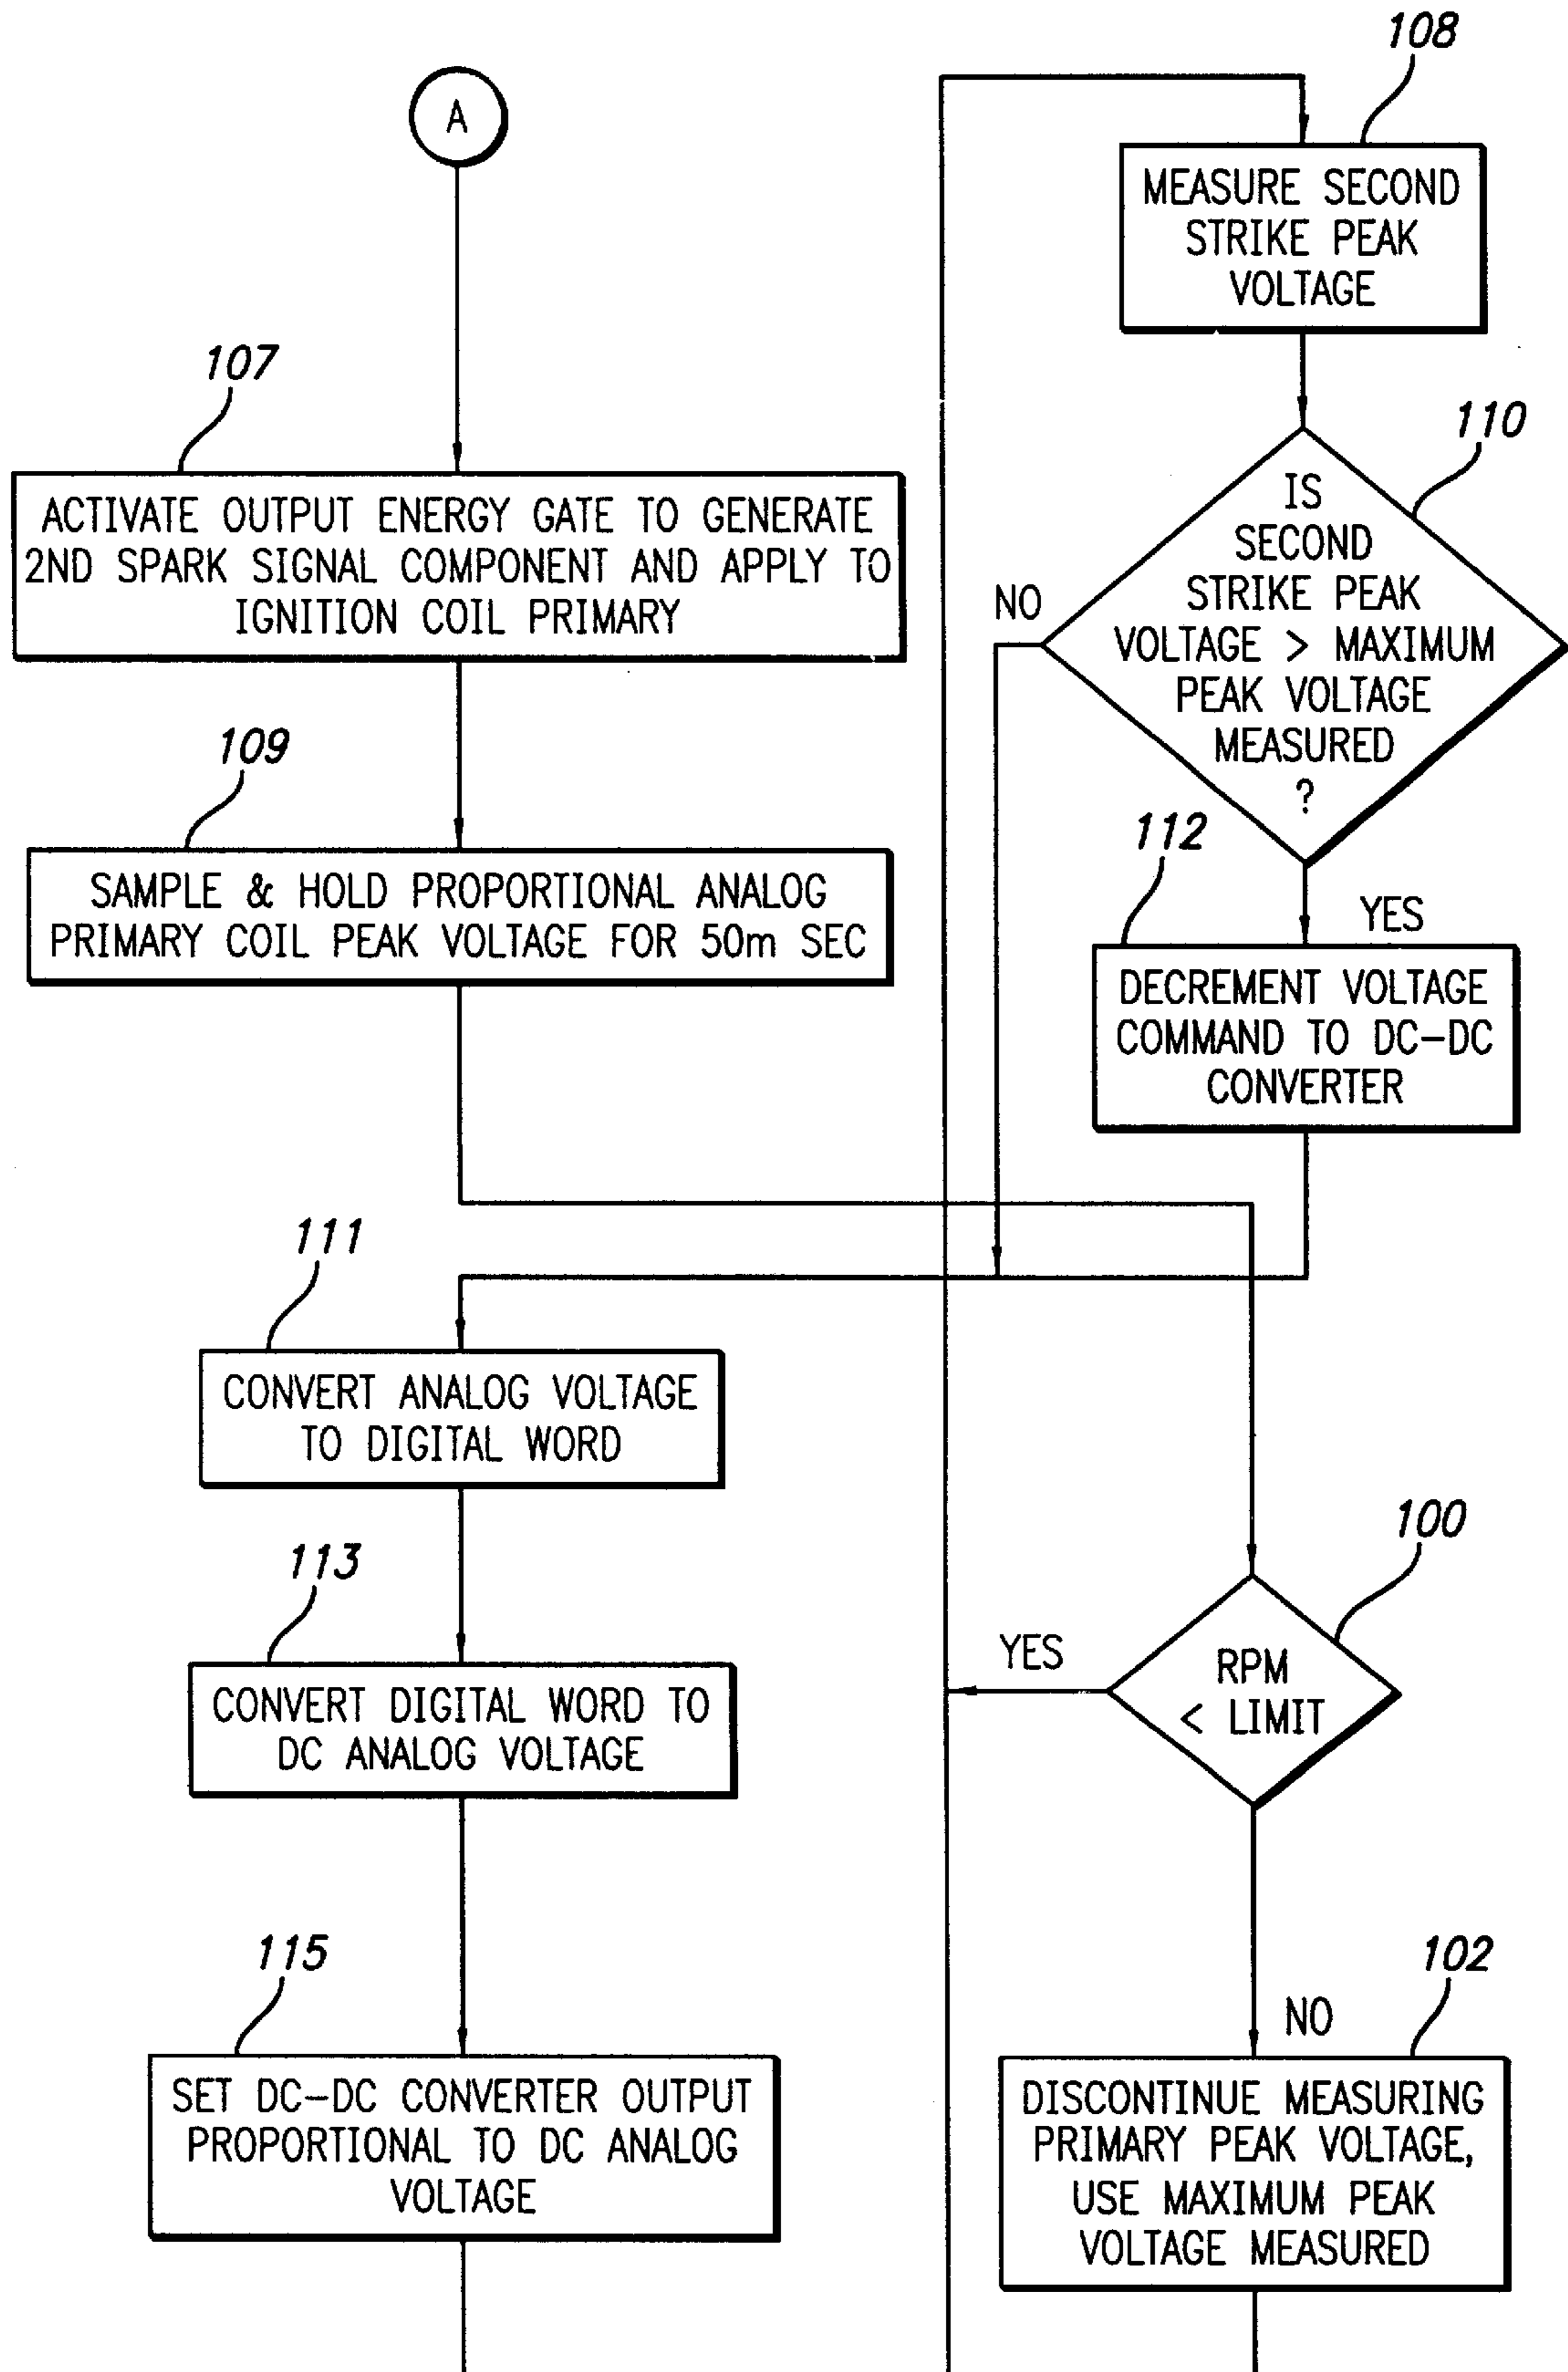 A
107
ACTIVATE OUTPUT ENERGY GATE TO GENERATE
2ND SPARK SIGNAL COMPONENT AND APPLY TO
IGNITION COIL PRIMARY
109
SAMPLE & HOLD PROPORTIONAL ANALOG
PRIMARY COIL PEAK VOLTAGE FOR 50m SEC
111
CONVERT ANALOG VOLTAGE
TO DIGITAL WORD
113
CONVERT DIGITAL WORD TO
DC ANALOG VOLTAGE
115
SET DC-DC CONVERTER OUTPUT
PROPORTIONAL TO DC ANALOG
VOLTAGE
108
MEASURE SECOND
STRIKE PEAK
VOLTAGE
110
IS
SECOND
STRIKE PEAK
VOLTAGE > MAXIMUM
PEAK VOLTAGE
MEASURED
?
NO
YES
112
DECREMENT VOLTAGE
COMMAND TO DC-DC
CONVERTER
100
RPM
< LIMIT
YES
NO
102
DISCONTINUE MEASURING
PRIMARY PEAK VOLTAGE,
USE MAXIMUM PEAK
VOLTAGE MEASURED